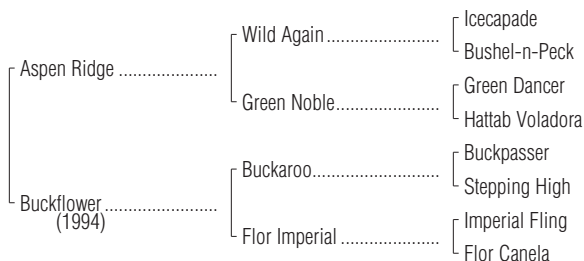 Icecapade
Wild Again
Bushel-n-Peck
Aspen Ridge
Green Dancer
Green Noble
Hattab Voladora
Buckpasser
Buckaroo
Stepping High
Buckflower
(1994)
Imperial Fling
Flor Imperial
Flor Canela